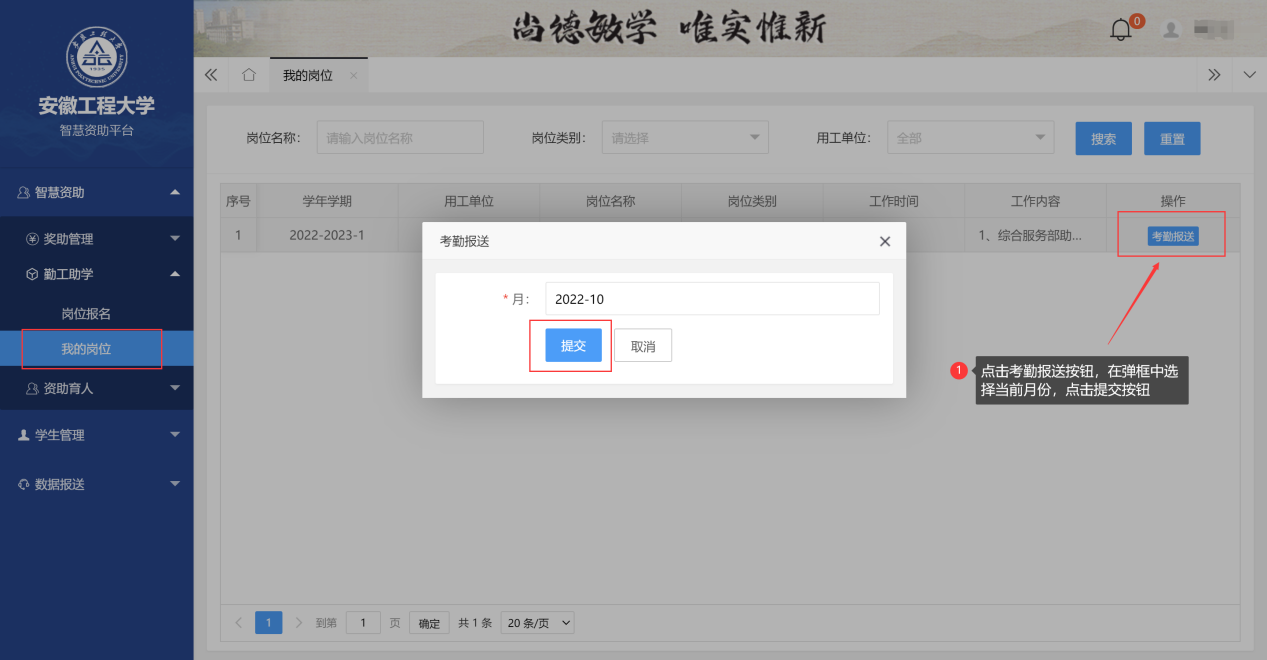 尚德敏学 唯实惟新
0
安徽工程大学
智慧资助平台
我的岗位 ×
智慧资助
奖助管理
勤工助学
岗位报名
我的岗位
资助育人
学生管理
数据报送
岗位名称： 请输入岗位名称 岗位类别： 请选择 用工单位： 全部 搜索 重置
序号 学年学期 用工单位 岗位名称 岗位类别 工作时间 工作内容 操作
1 2022-2023-1 1、综合服务部助... 考勤报送
考勤报送 ×
* 月： 2022-10
提交 取消
1 点击考勤报送按钮，在弹框中选
择当前月份，点击提交按钮
1 到第 1 页 确定 共 1 条 20 条/页